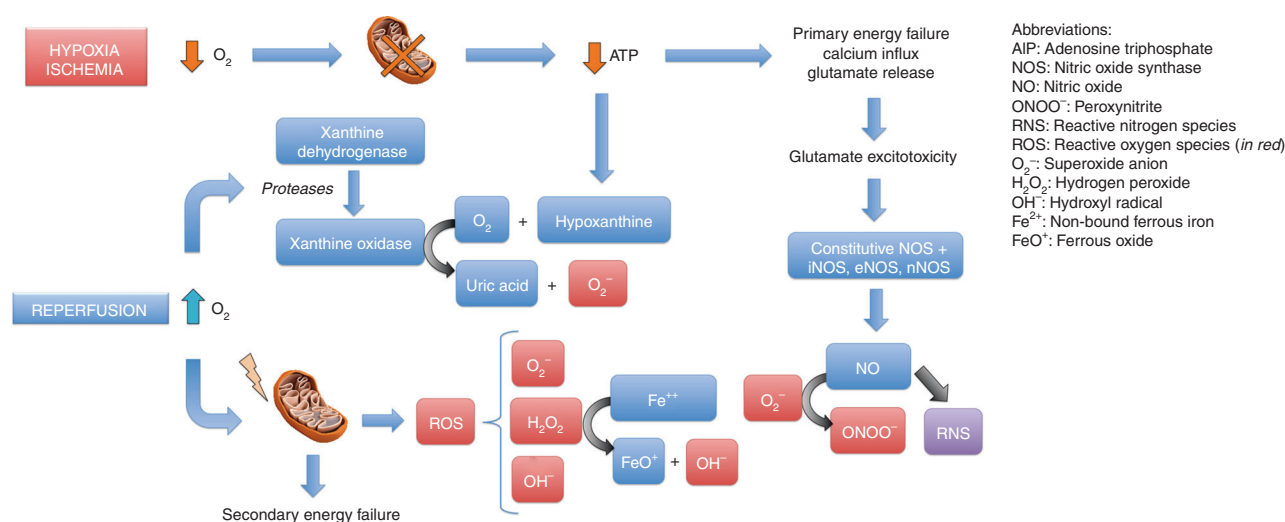 HYPOXIA
ISCHEMIA
O₂
ATP
Primary energy failure
calcium influx
glutamate release
Xanthine
dehydrogenase
Proteases
Xanthine oxidase
O₂ + Hypoxanthine
Uric acid + O₂⁻
Glutamate excitotoxicity
Constitutive NOS +
iNOS, eNOS, nNOS
REPERFUSION
O₂
Secondary energy failure
ROS
O₂⁻
H₂O₂
OH⁻
Fe⁺⁺
FeO⁺ + OH⁻
NO
O₂⁻
ONOO⁻
RNS
Abbreviations:
AIP: Adenosine triphosphate
NOS: Nitric oxide synthase
NO: Nitric oxide
ONOO⁻: Peroxynitrite
RNS: Reactive nitrogen species
ROS: Reactive oxygen species (in red)
O₂⁻: Superoxide anion
H₂O₂: Hydrogen peroxide
OH⁻: Hydroxyl radical
Fe²⁺: Non-bound ferrous iron
FeO⁺: Ferrous oxide